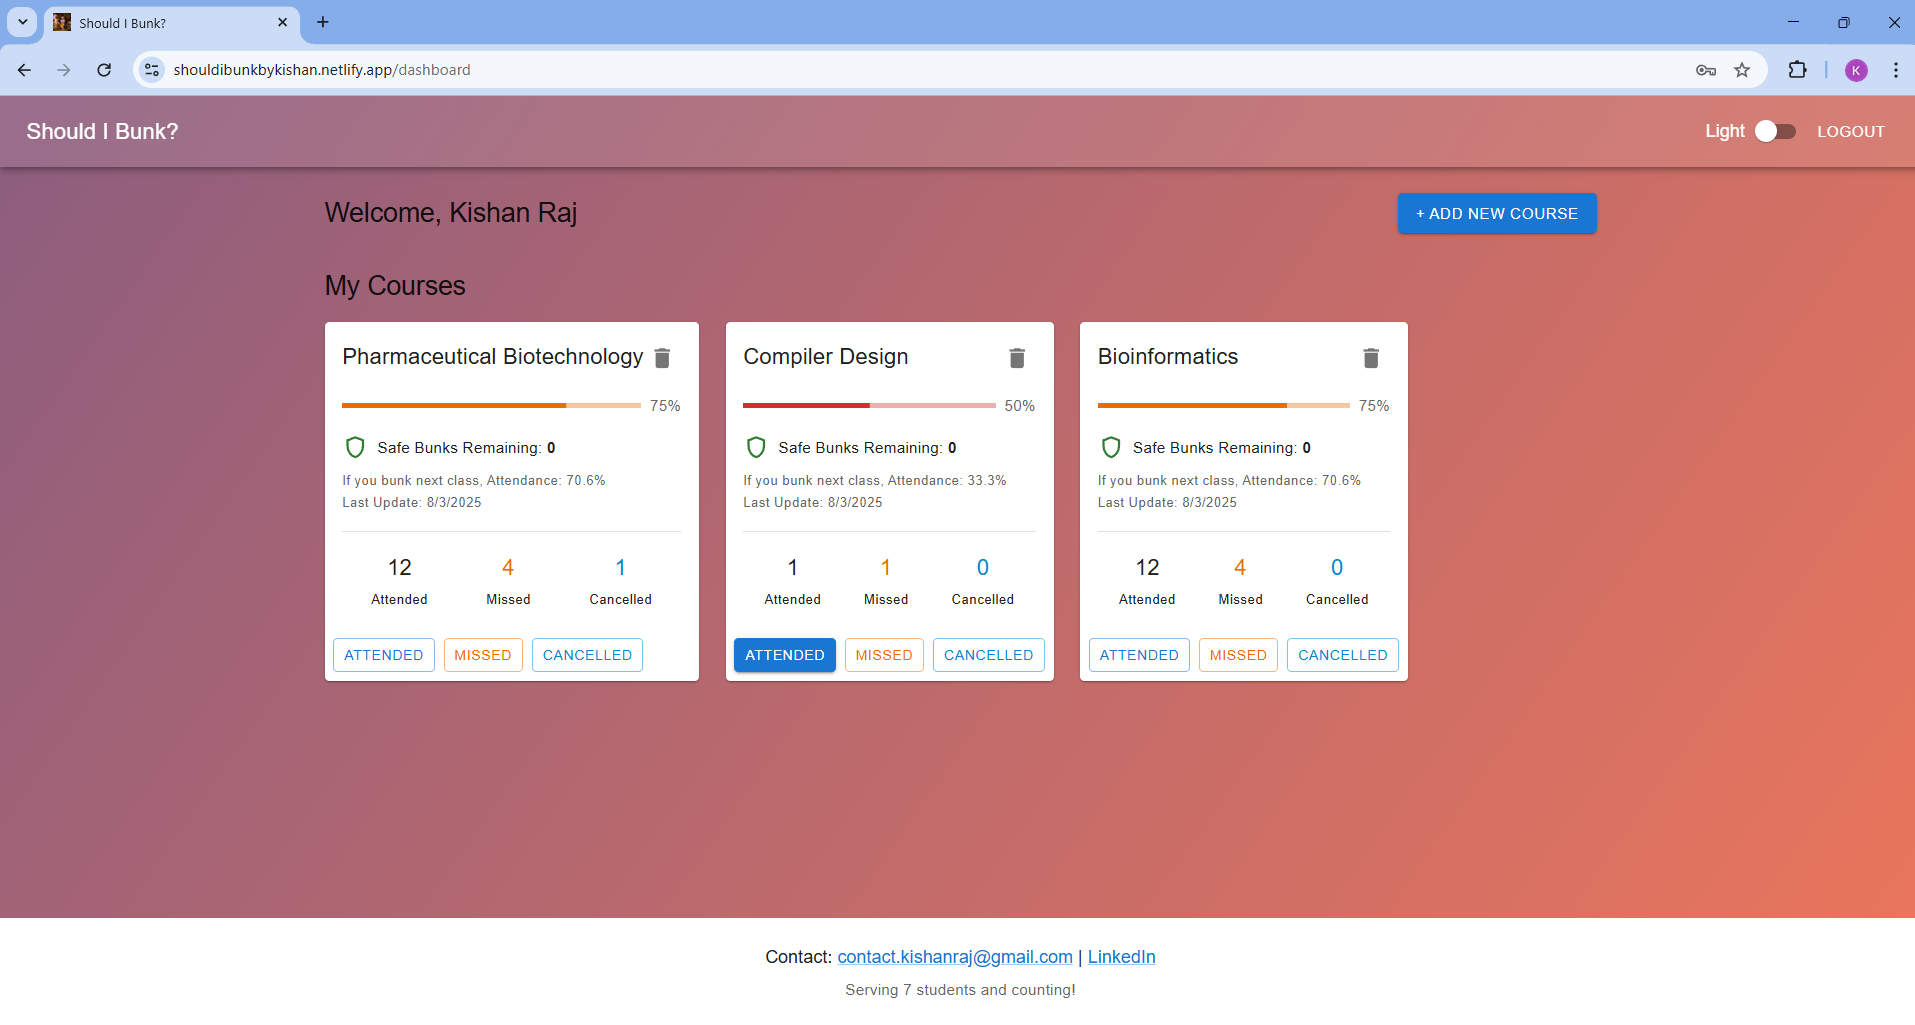 Should I Bunk?
shouldibunkbykishan.netlify.app/dashboard
K
Should I Bunk?
Light
LOGOUT
Welcome, Kishan Raj
+ ADD NEW COURSE
My Courses
Pharmaceutical Biotechnology
75%
Safe Bunks Remaining: 0
If you bunk next class, Attendance: 70.6%
Last Update: 8/3/2025
12 4 1
Attended Missed Cancelled
ATTENDED MISSED CANCELLED
Compiler Design
50%
Safe Bunks Remaining: 0
If you bunk next class, Attendance: 33.3%
Last Update: 8/3/2025
1 1 0
Attended Missed Cancelled
ATTENDED MISSED CANCELLED
Bioinformatics
75%
Safe Bunks Remaining: 0
If you bunk next class, Attendance: 70.6%
Last Update: 8/3/2025
12 4 0
Attended Missed Cancelled
ATTENDED MISSED CANCELLED
Contact: contact.kishanraj@gmail.com | LinkedIn
Serving 7 students and counting!